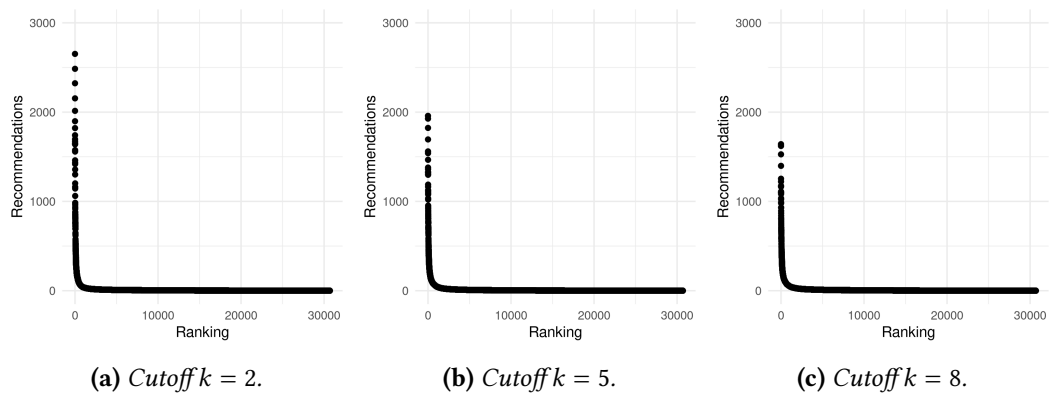 3000
2000
1000
0
Recommendations
0 10000 20000 30000
Ranking
(a) Cutoff k = 2.
3000
2000
1000
0
Recommendations
0 10000 20000 30000
Ranking
(b) Cutoff k = 5.
3000
2000
1000
0
Recommendations
0 10000 20000 30000
Ranking
(c) Cutoff k = 8.